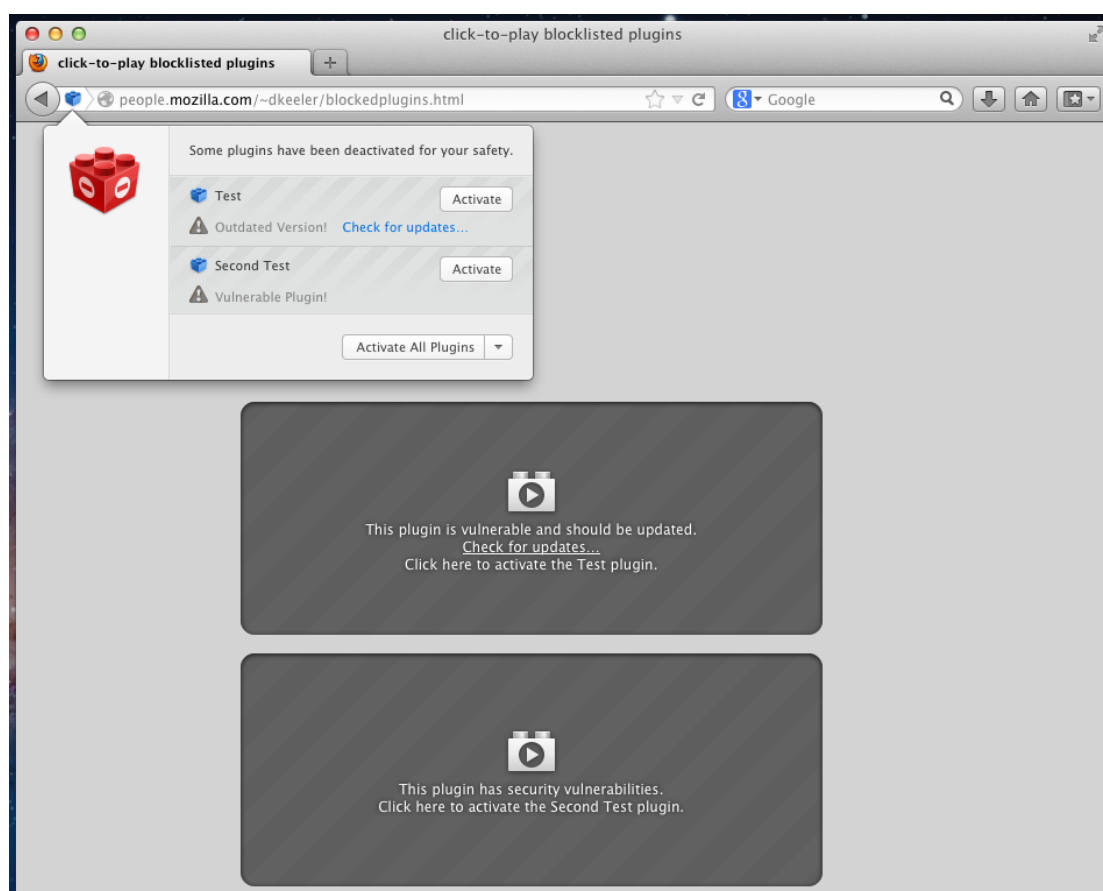 click-to-play blocklisted plugins
click-to-play blocklisted plugins
people.mozilla.com/~dkeeler/blockedplugins.html
8 Google
Some plugins have been deactivated for your safety.
Test
Activate
Outdated Version! Check for updates...
Second Test
Activate
Vulnerable Plugin!
Activate All Plugins
This plugin is vulnerable and should be updated.
Check for updates...
Click here to activate the Test plugin.
This plugin has security vulnerabilities.
Click here to activate the Second Test plugin.